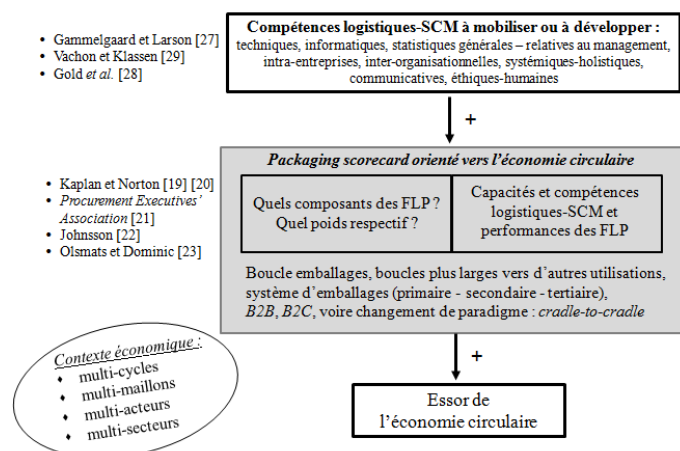 Compétences logistiques-SCM à mobiliser ou à développer :
techniques, informatiques, statistiques générales – relatives au management,
intra-entreprises, inter-organisationnelles, systémiques-holistiques,
communicatives, éthiques-humaines
• Gammelgaard et Larson [27]
• Vachon et Klassen [29]
• Gold et al. [28]
+
Packaging scorecard orienté vers l'économie circulaire
Quels composants des FLP ?
Quel poids respectif ?
Capacités et compétences
logistiques-SCM et
performances des FLP
• Kaplan et Norton [19] [20]
• Procurement Executives'
Association [21]
• Johnsson [22]
• Olsmats et Dominic [23]
Boucle emballages, boucles plus larges vers d'autres utilisations,
système d'emballages (primaire - secondaire - tertiaire),
B2B, B2C, voire changement de paradigme : cradle-to-cradle
+
Contexte économique :
♦ multi-cycles
♦ multi-maillons
♦ multi-acteurs
♦ multi-secteurs
Essor de
l'économie circulaire